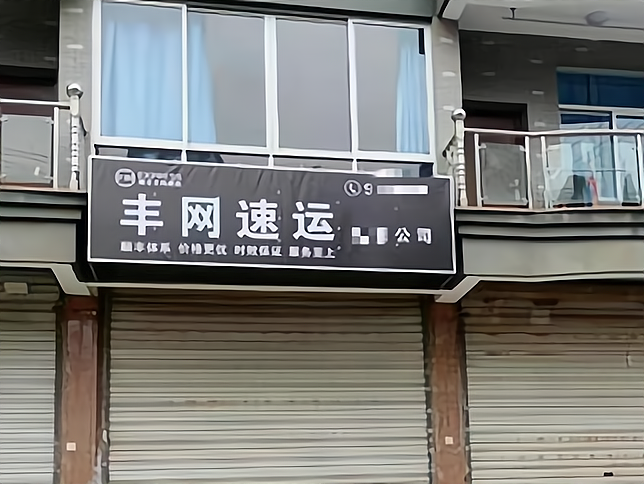 9
丰网速运 公司
顺丰体系 价格更优 时效保证 服务至上